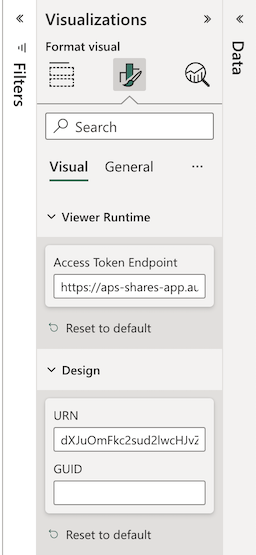 Visualizations
Format visual
Filters
Data
Search
Visual
General
Viewer Runtime
Access Token Endpoint
https://aps-shares-app.au
Reset to default
Design
URN
dXJuOmFkc2sud2lwcHJvZ
GUID
Reset to default